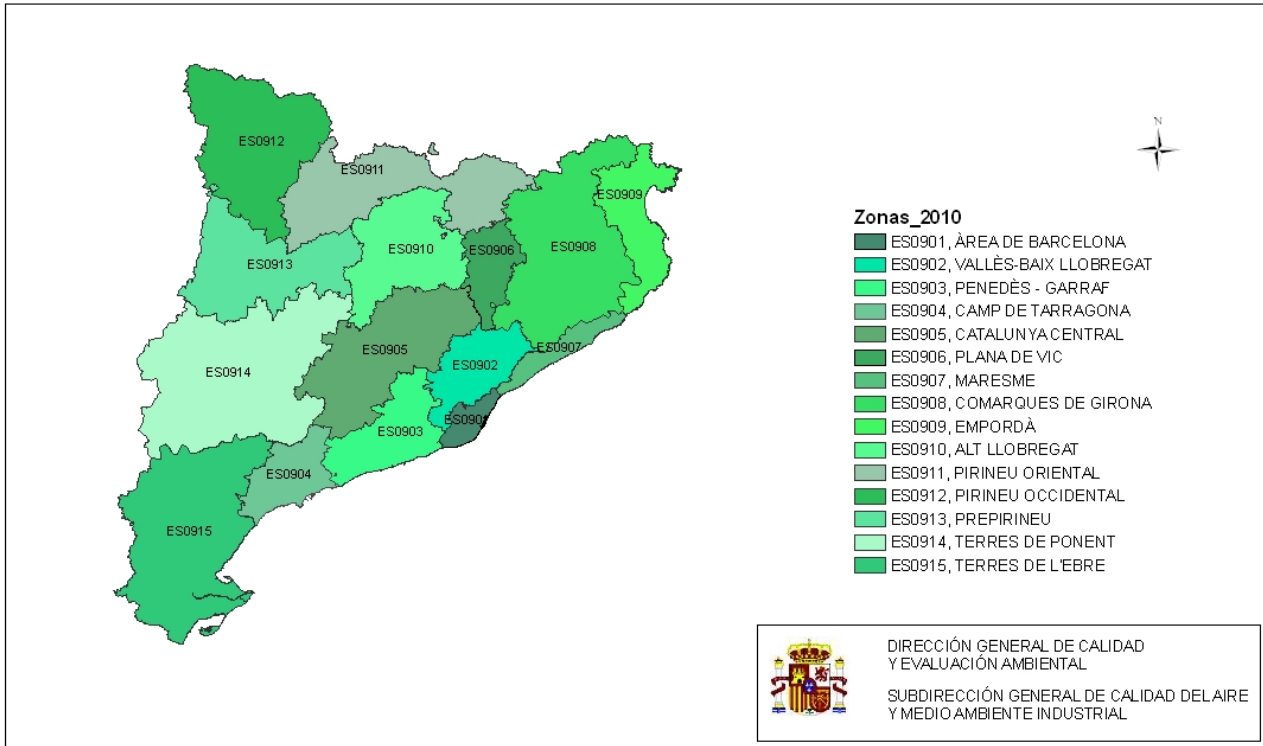 N
ES0912
ES0911
ES0909
ES0908
ES0910
ES0906
ES0913
ES0907
ES0905
ES0902
ES0914
ES0901
ES0903
ES0904
ES0915
Zonas_2010
ES0901, ÀREA DE BARCELONA
ES0902, VALLÈS-BAIX LLOBREGAT
ES0903, PENEDÈS - GARRAF
ES0904, CAMP DE TARRAGONA
ES0905, CATALUNYA CENTRAL
ES0906, PLANA DE VIC
ES0907, MARESME
ES0908, COMARQUES DE GIRONA
ES0909, EMPORDÀ
ES0910, ALT LLOBREGAT
ES0911, PIRINEU ORIENTAL
ES0912, PIRINEU OCCIDENTAL
ES0913, PREPIRINEU
ES0914, TERRES DE PONENT
ES0915, TERRES DE L'EBRE
DIRECCIÓN GENERAL DE CALIDAD
Y EVALUACIÓN AMBIENTAL
SUBDIRECCIÓN GENERAL DE CALIDAD DEL AIRE
Y MEDIO AMBIENTE INDUSTRIAL